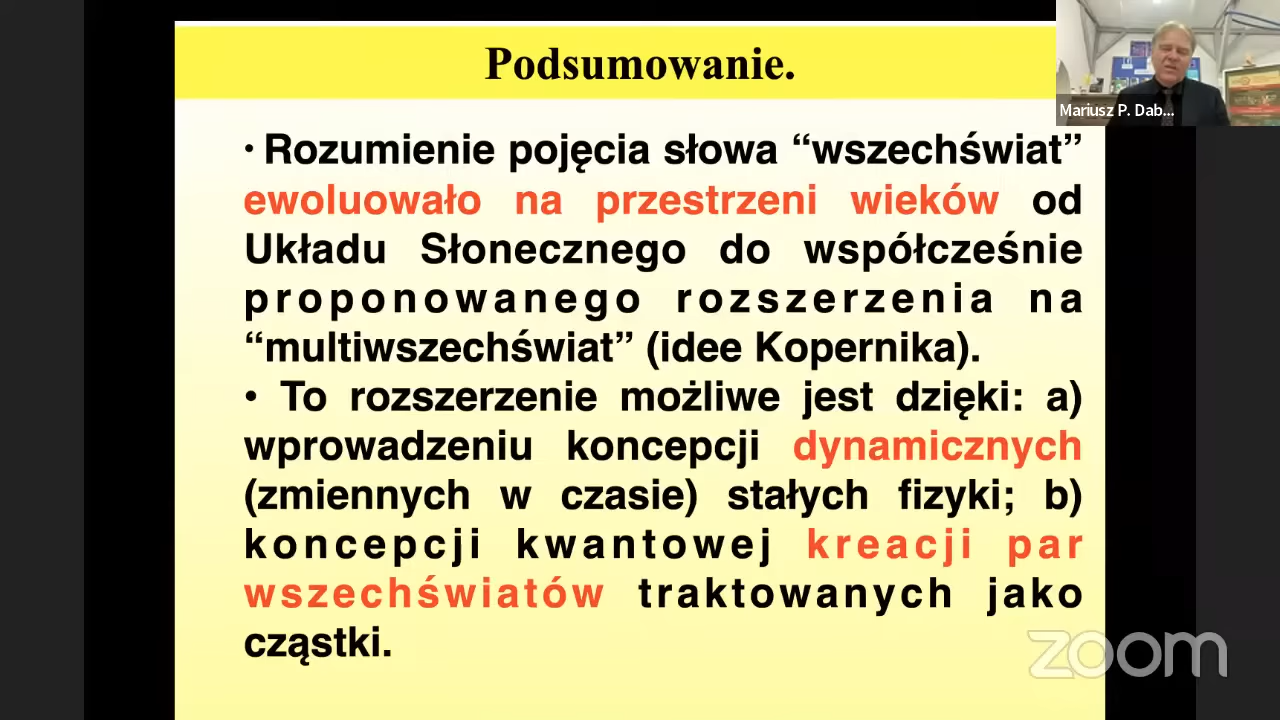 Podsumowanie.
Mariusz P. Dab...
• Rozumienie pojęcia słowa “wszechświat”
ewoluowało na przestrzeni wieków od
Układu Słonecznego do współcześnie
proponowanego rozszerzenia na
“multiwszechświat” (idee Kopernika).
• To rozszerzenie możliwe jest dzięki: a)
wprowadzeniu koncepcji dynamicznych
(zmiennych w czasie) stałych fizyki; b)
koncepcji kwantowej kreacji par
wszechświatów traktowanych jako
cząstki.
zoom